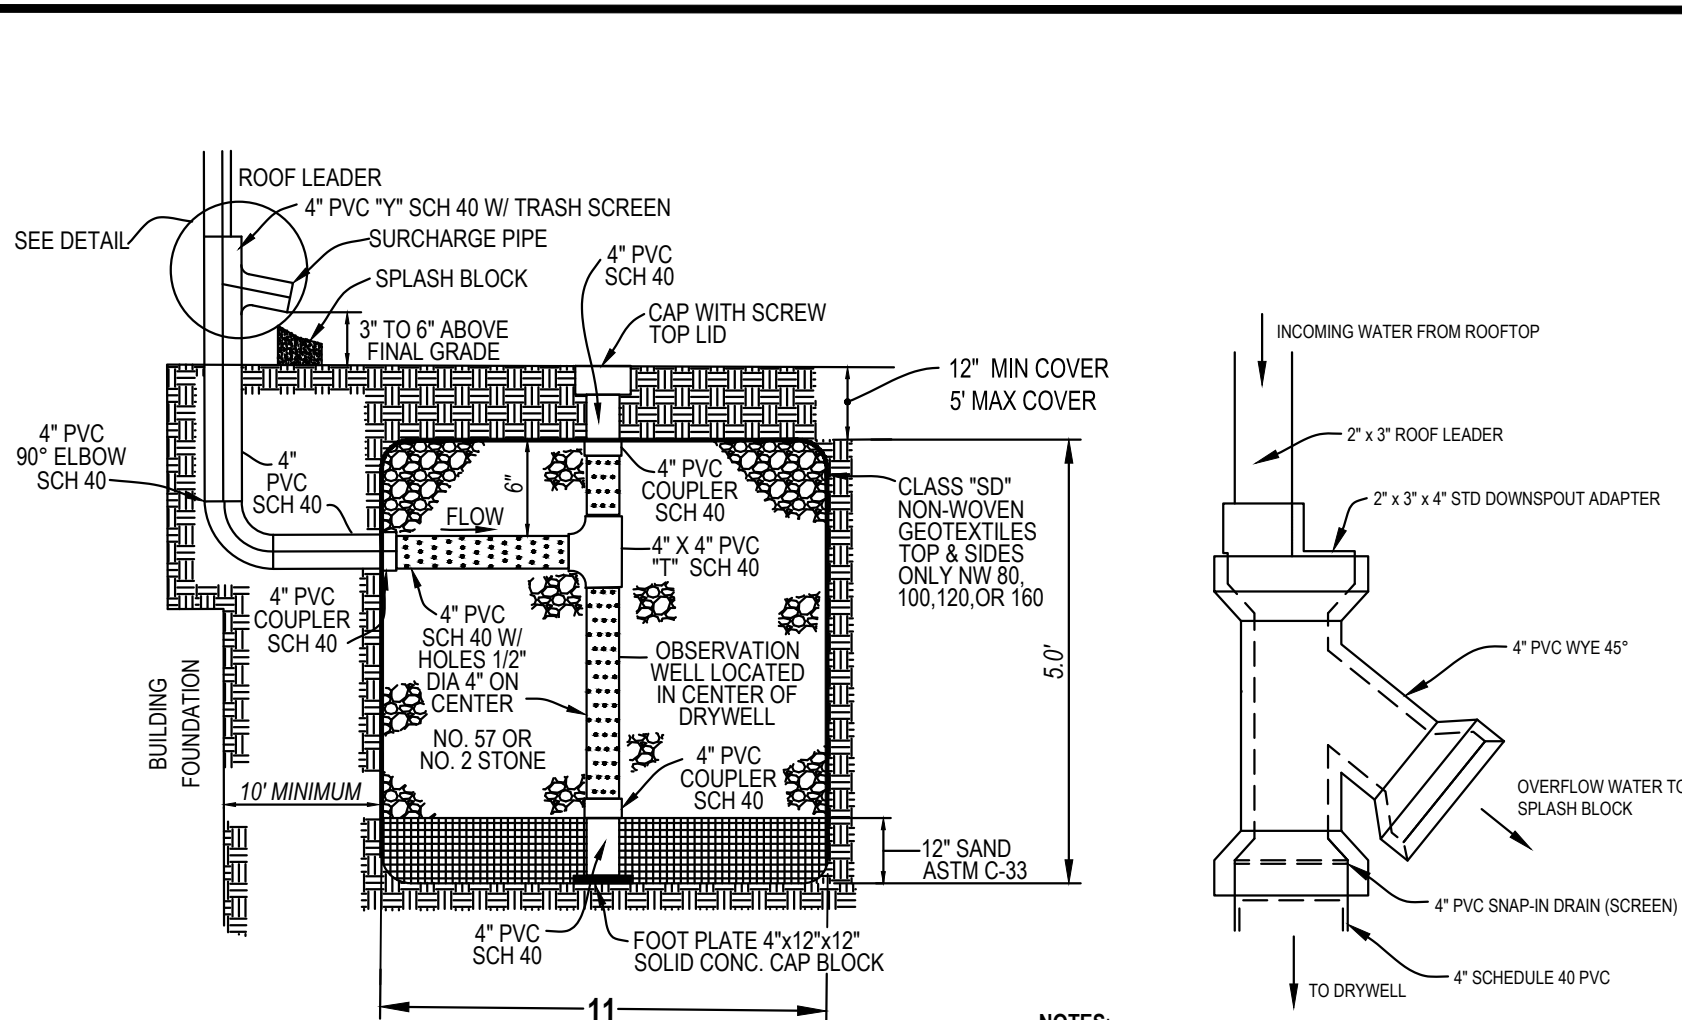 ROOF LEADER
4" PVC "Y" SCH 40 W/ TRASH SCREEN
SEE DETAIL
SURCHARGE PIPE
SPLASH BLOCK
3" TO 6" ABOVE
FINAL GRADE
4" PVC
SCH 40
CAP WITH SCREW
TOP LID
12" MIN COVER
5' MAX COVER
4" PVC
90° ELBOW
SCH 40
4"
PVC
SCH 40
FLOW
6"
4" PVC
COUPLER
SCH 40
4" X 4" PVC
"T" SCH 40
CLASS "SD"
NON-WOVEN
GEOTEXTILES
TOP & SIDES
ONLY NW 80,
100,120,OR 160
4" PVC
COUPLER
SCH 40
4" PVC
SCH 40 W/
HOLES 1/2"
DIA 4" ON
CENTER
NO. 57 OR
NO. 2 STONE
OBSERVATION
WELL LOCATED
IN CENTER OF
DRYWELL
4" PVC
COUPLER
SCH 40
5.0'
BUILDING
FOUNDATION
10' MINIMUM
12" SAND
ASTM C-33
4" PVC
SCH 40
FOOT PLATE 4"x12"x12"
SOLID CONC. CAP BLOCK
11
INCOMING WATER FROM ROOFTOP
2" x 3" ROOF LEADER
2" x 3" x 4" STD DOWNSPOUT ADAPTER
4" PVC WYE 45°
OVERFLOW WATER TO
SPLASH BLOCK
4" PVC SNAP-IN DRAIN (SCREEN)
4" SCHEDULE 40 PVC
TO DRYWELL
NOTES: